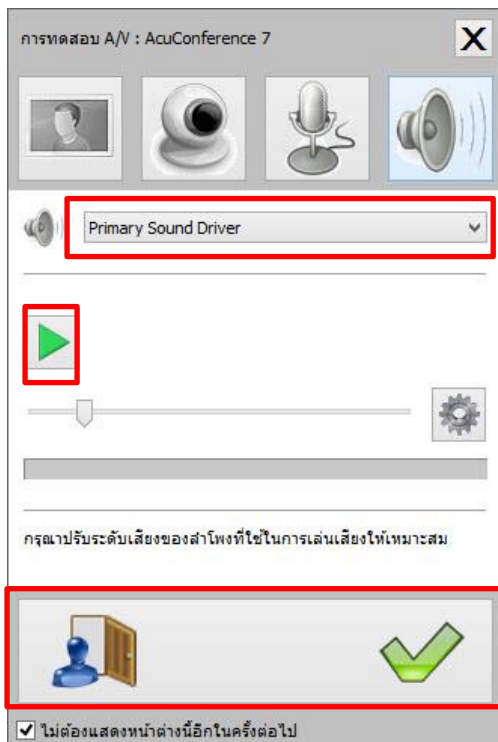 การทดสอบ A/V : AcuConference 7
X
Primary Sound Driver
กรุณาปรับระดับเสียงของลำโพงที่ใช้ในการเล่นเสียงให้เหมาะสม
ไม่ต้องแสดงหน้าต่างนี้อีกในครั้งต่อไป